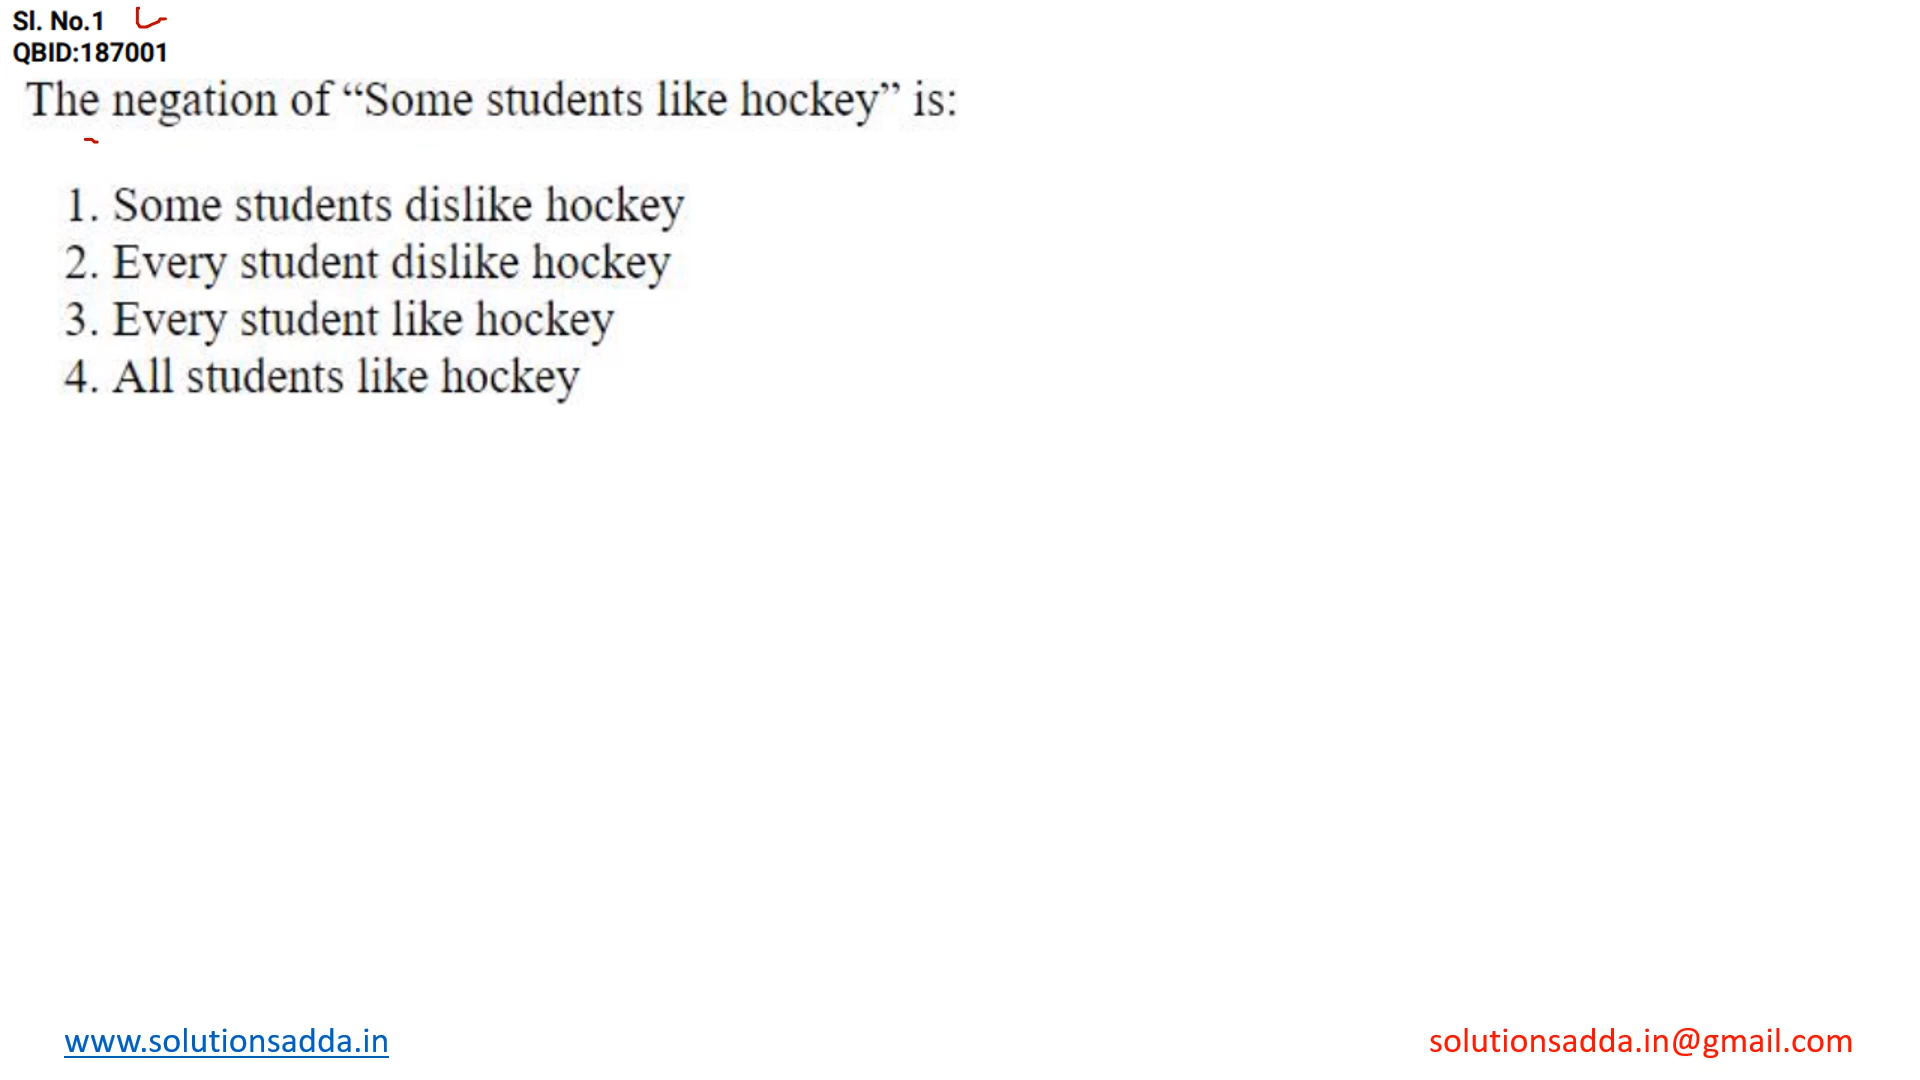 Sl. No.1
QBID:187001
The negation of “Some students like hockey” is:
1. Some students dislike hockey
2. Every student dislike hockey
3. Every student like hockey
4. All students like hockey
www.solutionsadda.in
solutionsadda.in@gmail.com